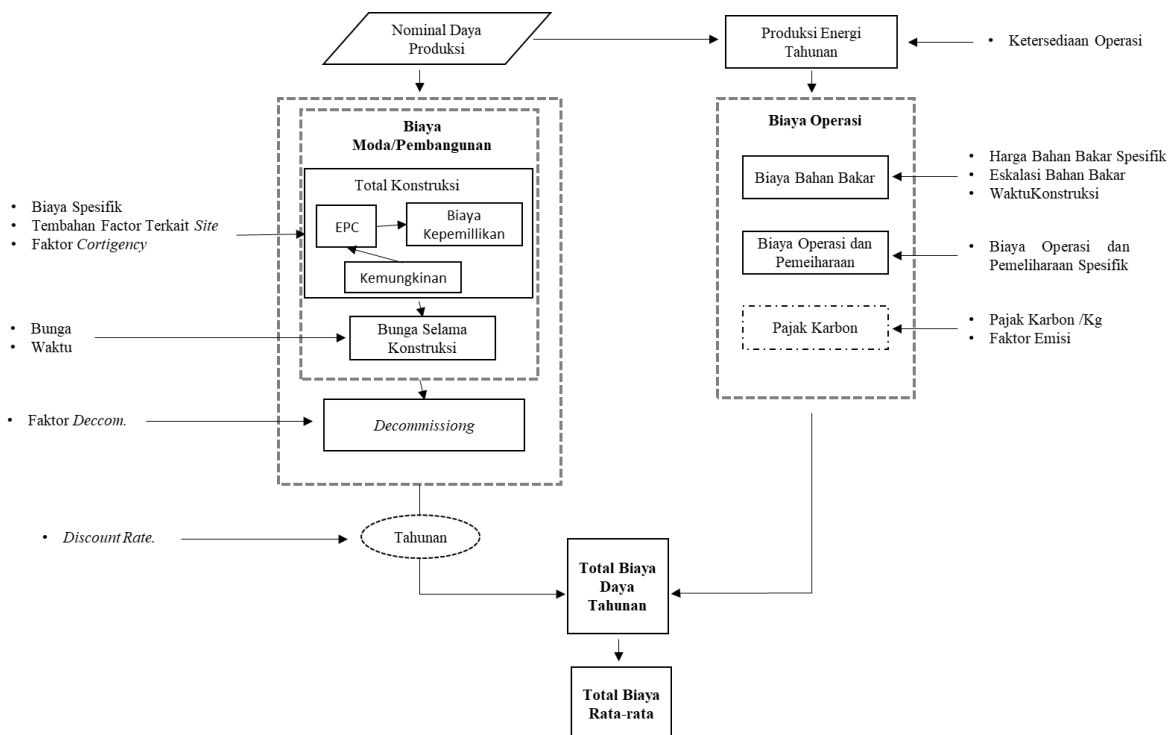 Nominal Daya
Produksi
Produksi Energi
Tahunan
• Ketersediaan Operasi
Biaya
Moda/Pembangunan
Total Konstruksi
EPC
Biaya
Kepemillikan
Kemungkinan
• Biaya Spesifik
• Tembahan Factor Terkait Site
• Faktor Cortigency
Bunga Selama
Konstruksi
• Bunga
• Waktu
Decommissiong
• Faktor Deccom.
Tahunan
• Discount Rate.
Biaya Operasi
Biaya Bahan Bakar
• Harga Bahan Bakar Spesifik
• Eskalasi Bahan Bakar
• WaktuKonstruksi
Biaya Operasi dan
Pemeiharaan
• Biaya Operasi dan
Pemeliharaan Spesifik
Pajak Karbon
• Pajak Karbon /Kg
• Faktor Emisi
Total Biaya
Daya
Tahunan
Total Biaya
Rata-rata